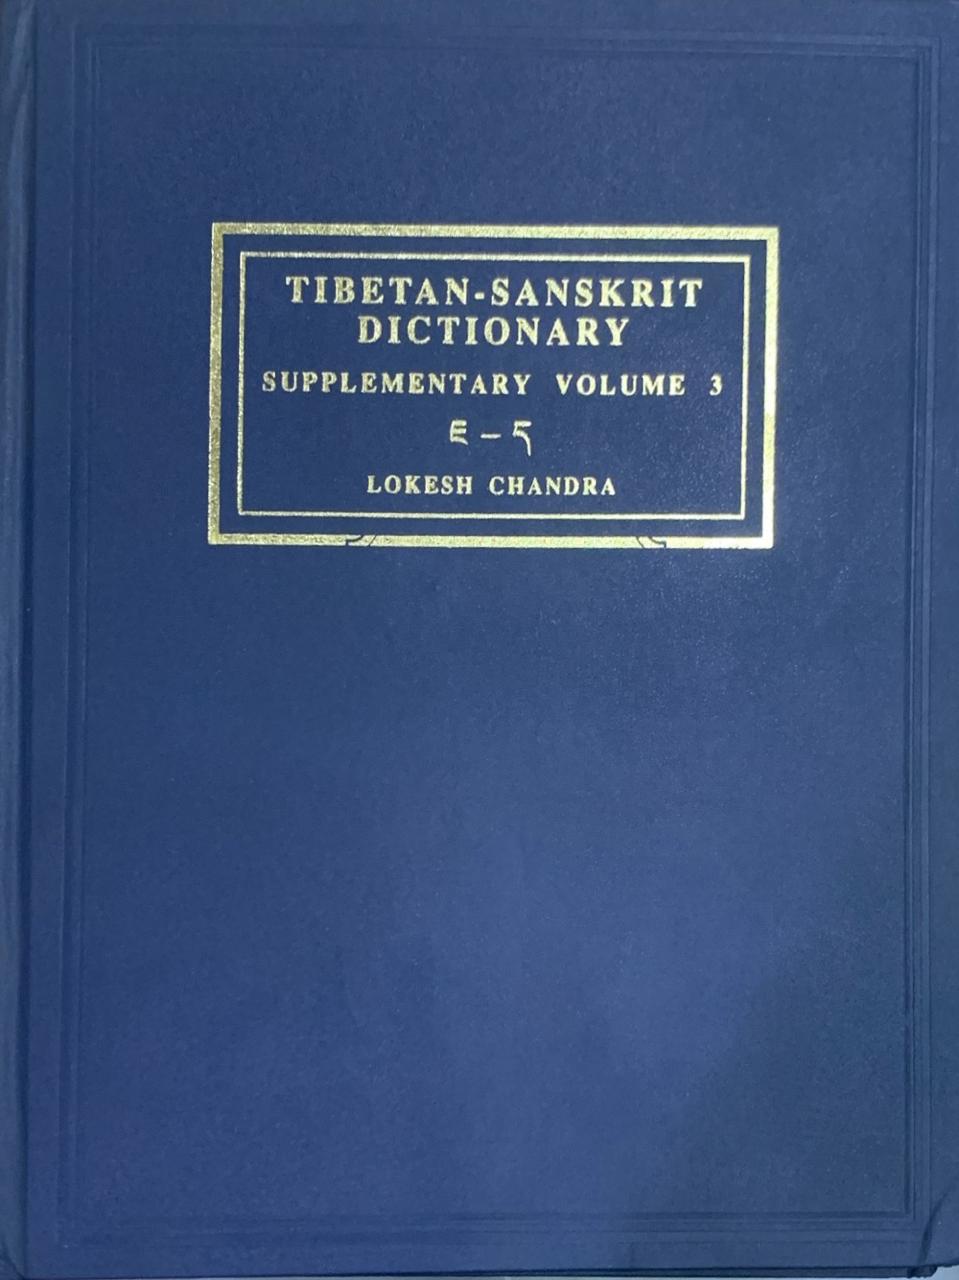 TIBETAN-SANSKRIT
DICTIONARY
SUPPLEMENTARY VOLUME 3
ཇ – ད
LOKESH CHANDRA